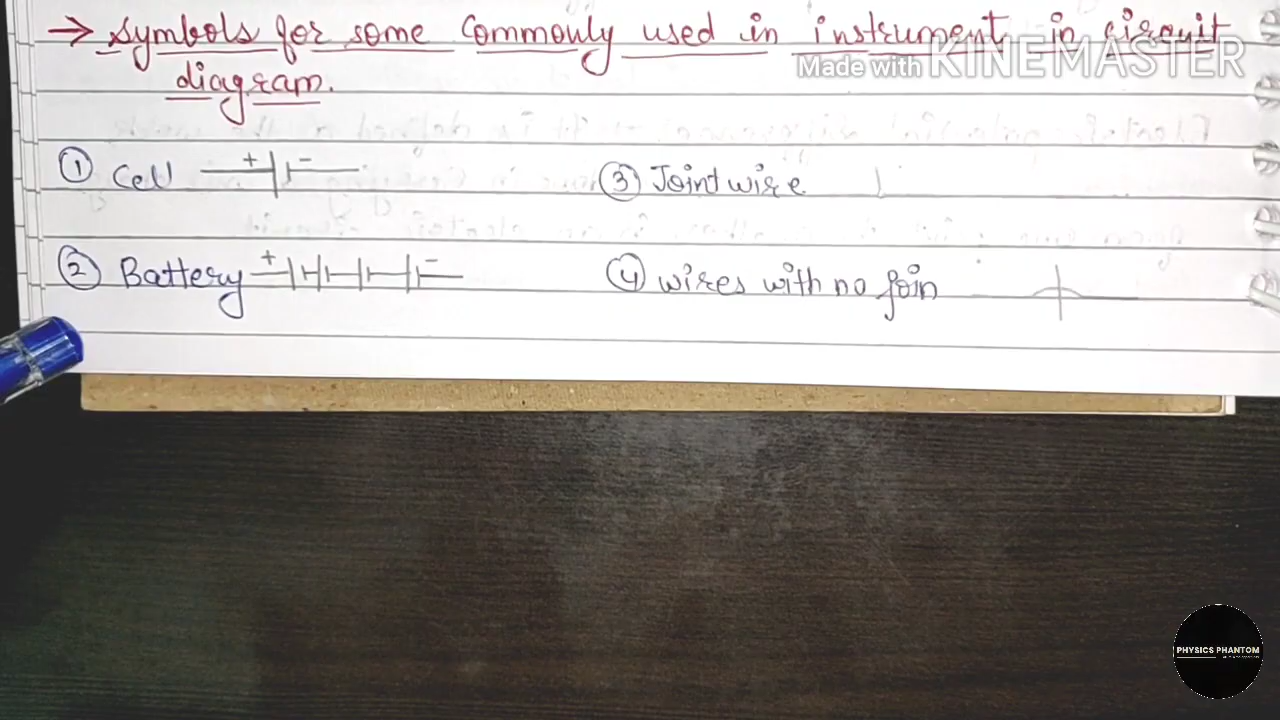 → Symbols for some Commonly used in instrument in circuit
diagram.
Made with KINEMASTER
① Cell + −
③ Joint wire
② Battery + −
④ wires with no join
PHYSICS PHANTOM